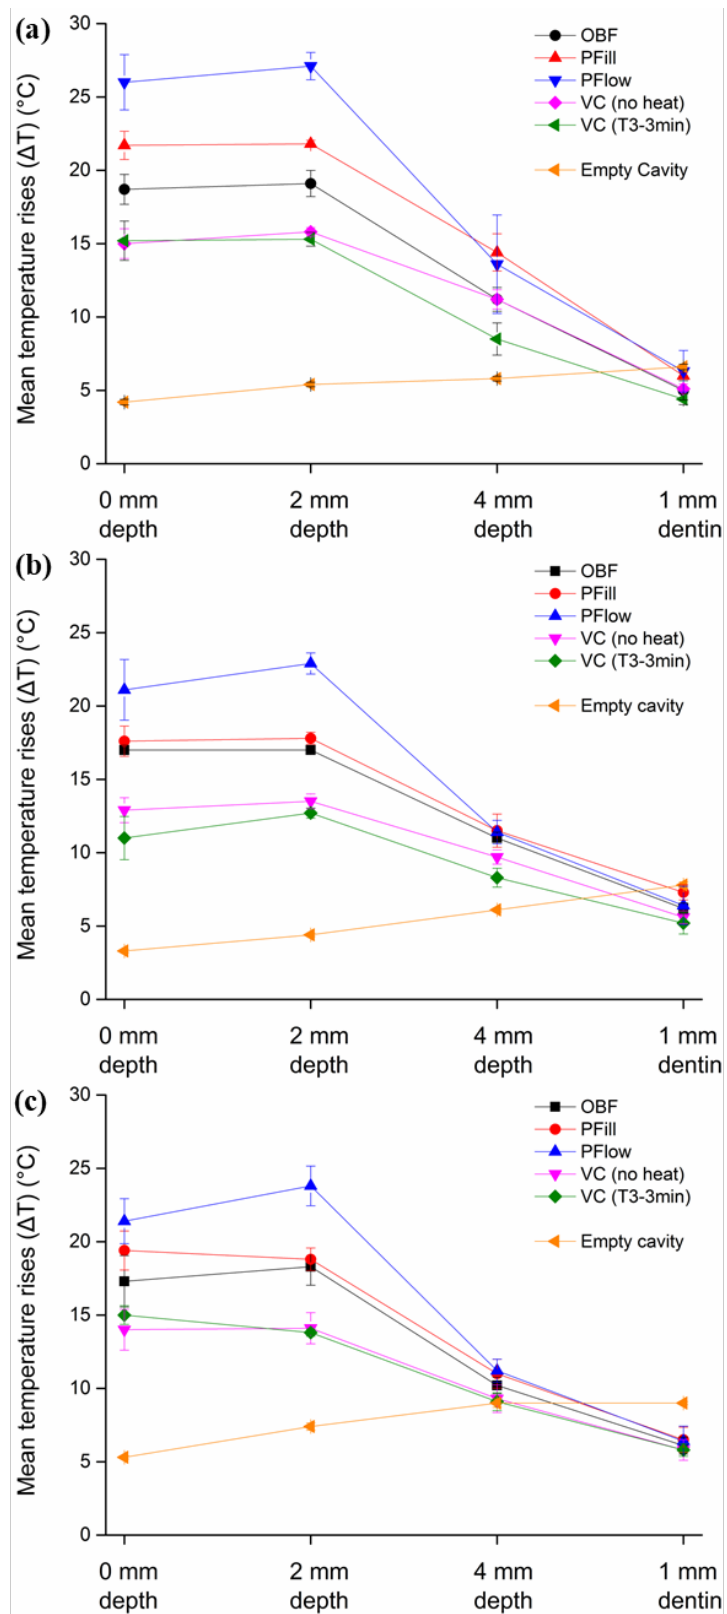 (a)
Mean temperature rises (ΔT) (°C)
30
25
20
15
10
5
0
OBF
PFill
PFlow
VC (no heat)
VC (T3-3min)
Empty Cavity
0 mm depth
2 mm depth
4 mm depth
1 mm dentin
(b)
Mean temperature rises (ΔT) (°C)
30
25
20
15
10
5
0
OBF
PFill
PFlow
VC (no heat)
VC (T3-3min)
Empty cavity
0 mm depth
2 mm depth
4 mm depth
1 mm dentin
(c)
Mean temperature rises (ΔT) (°C)
30
25
20
15
10
5
0
OBF
PFill
PFlow
VC (no heat)
VC (T3-3min)
Empty cavity
0 mm depth
2 mm depth
4 mm depth
1 mm dentin